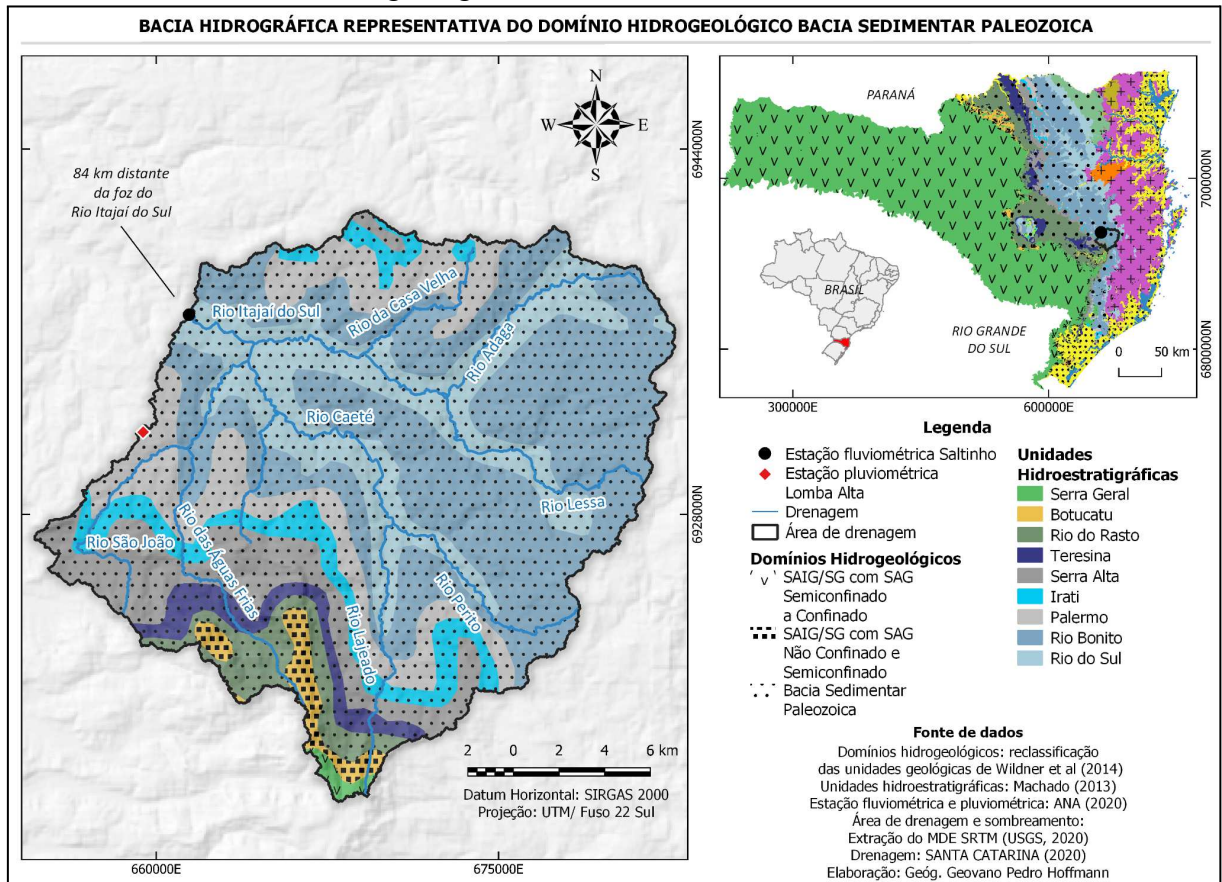 BACIA HIDROGRÁFICA REPRESENTATIVA DO DOMÍNIO HIDROGEOLÓGICO BACIA SEDIMENTAR PALEOZOICA
N
W
E
S
84 km distante
da foz do
Rio Itajaí do Sul
Rio Itajaí do Sul
Rio da Casa Velha
Rio Adaga
Rio Caeté
Rio Lessa
Rio São João
Rio das Águas Frias
Rio Lajeado
Rio Perito
2 0 2 4 6 km
Datum Horizontal: SIRGAS 2000
Projeção: UTM/ Fuso 22 Sul
660000E
675000E
6944000N
6928000N
PARANÁ
BRASIL
RIO GRANDE
DO SUL
0 50 km
300000E
600000E
7000000N
6800000N
Legenda
Estação fluviométrica Saltinho
Estação pluviométrica
Lomba Alta
Drenagem
Área de drenagem
Domínios Hidrogeológicos
SAIG/SG com SAG
Semiconfinado
a Confinado
SAIG/SG com SAG
Não Confinado e
Semiconfinado
Bacia Sedimentar
Paleozoica
Unidades
Hidroestratigráficas
Serra Geral
Botucatu
Rio do Rasto
Teresina
Serra Alta
Irati
Palermo
Rio Bonito
Rio do Sul
Fonte de dados
Domínios hidrogeológicos: reclassificação
das unidades geológicas de Wildner et al (2014)
Unidades hidroestratigráficas: Machado (2013)
Estação fluviométrica e pluviométrica: ANA (2020)
Área de drenagem e sombreamento:
Extração do MDE SRTM (USGS, 2020)
Drenagem: SANTA CATARINA (2020)
Elaboração: Geóg. Geovano Pedro Hoffmann